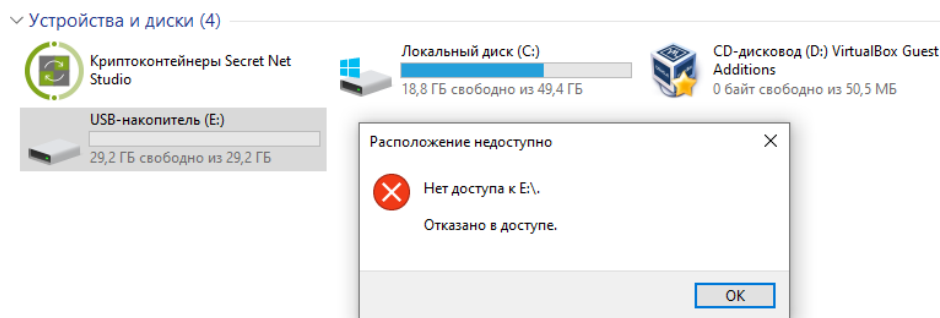 Устройства и диски (4)
Криптоконтейнеры Secret Net
Studio
Локальный диск (C:)
18,8 ГБ свободно из 49,4 ГБ
CD-дисковод (D:) VirtualBox Guest
Additions
0 байт свободно из 50,5 МБ
USB-накопитель (E:)
29,2 ГБ свободно из 29,2 ГБ
Расположение недоступно
Нет доступа к E:\.
Отказано в доступе.
OK